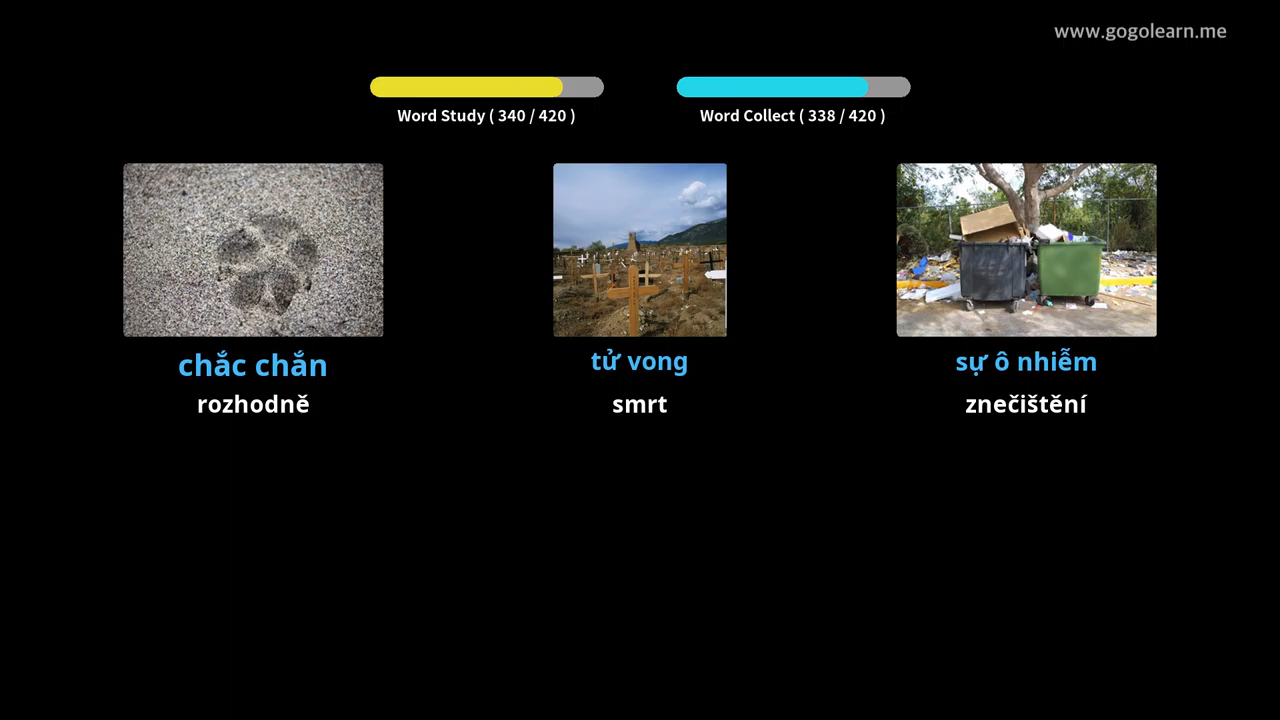 www.gogolearn.me
Word Study ( 340 / 420 )
Word Collect ( 338 / 420 )
chắc chắn
rozhodně
tử vong
smrt
sự ô nhiễm
znečištění